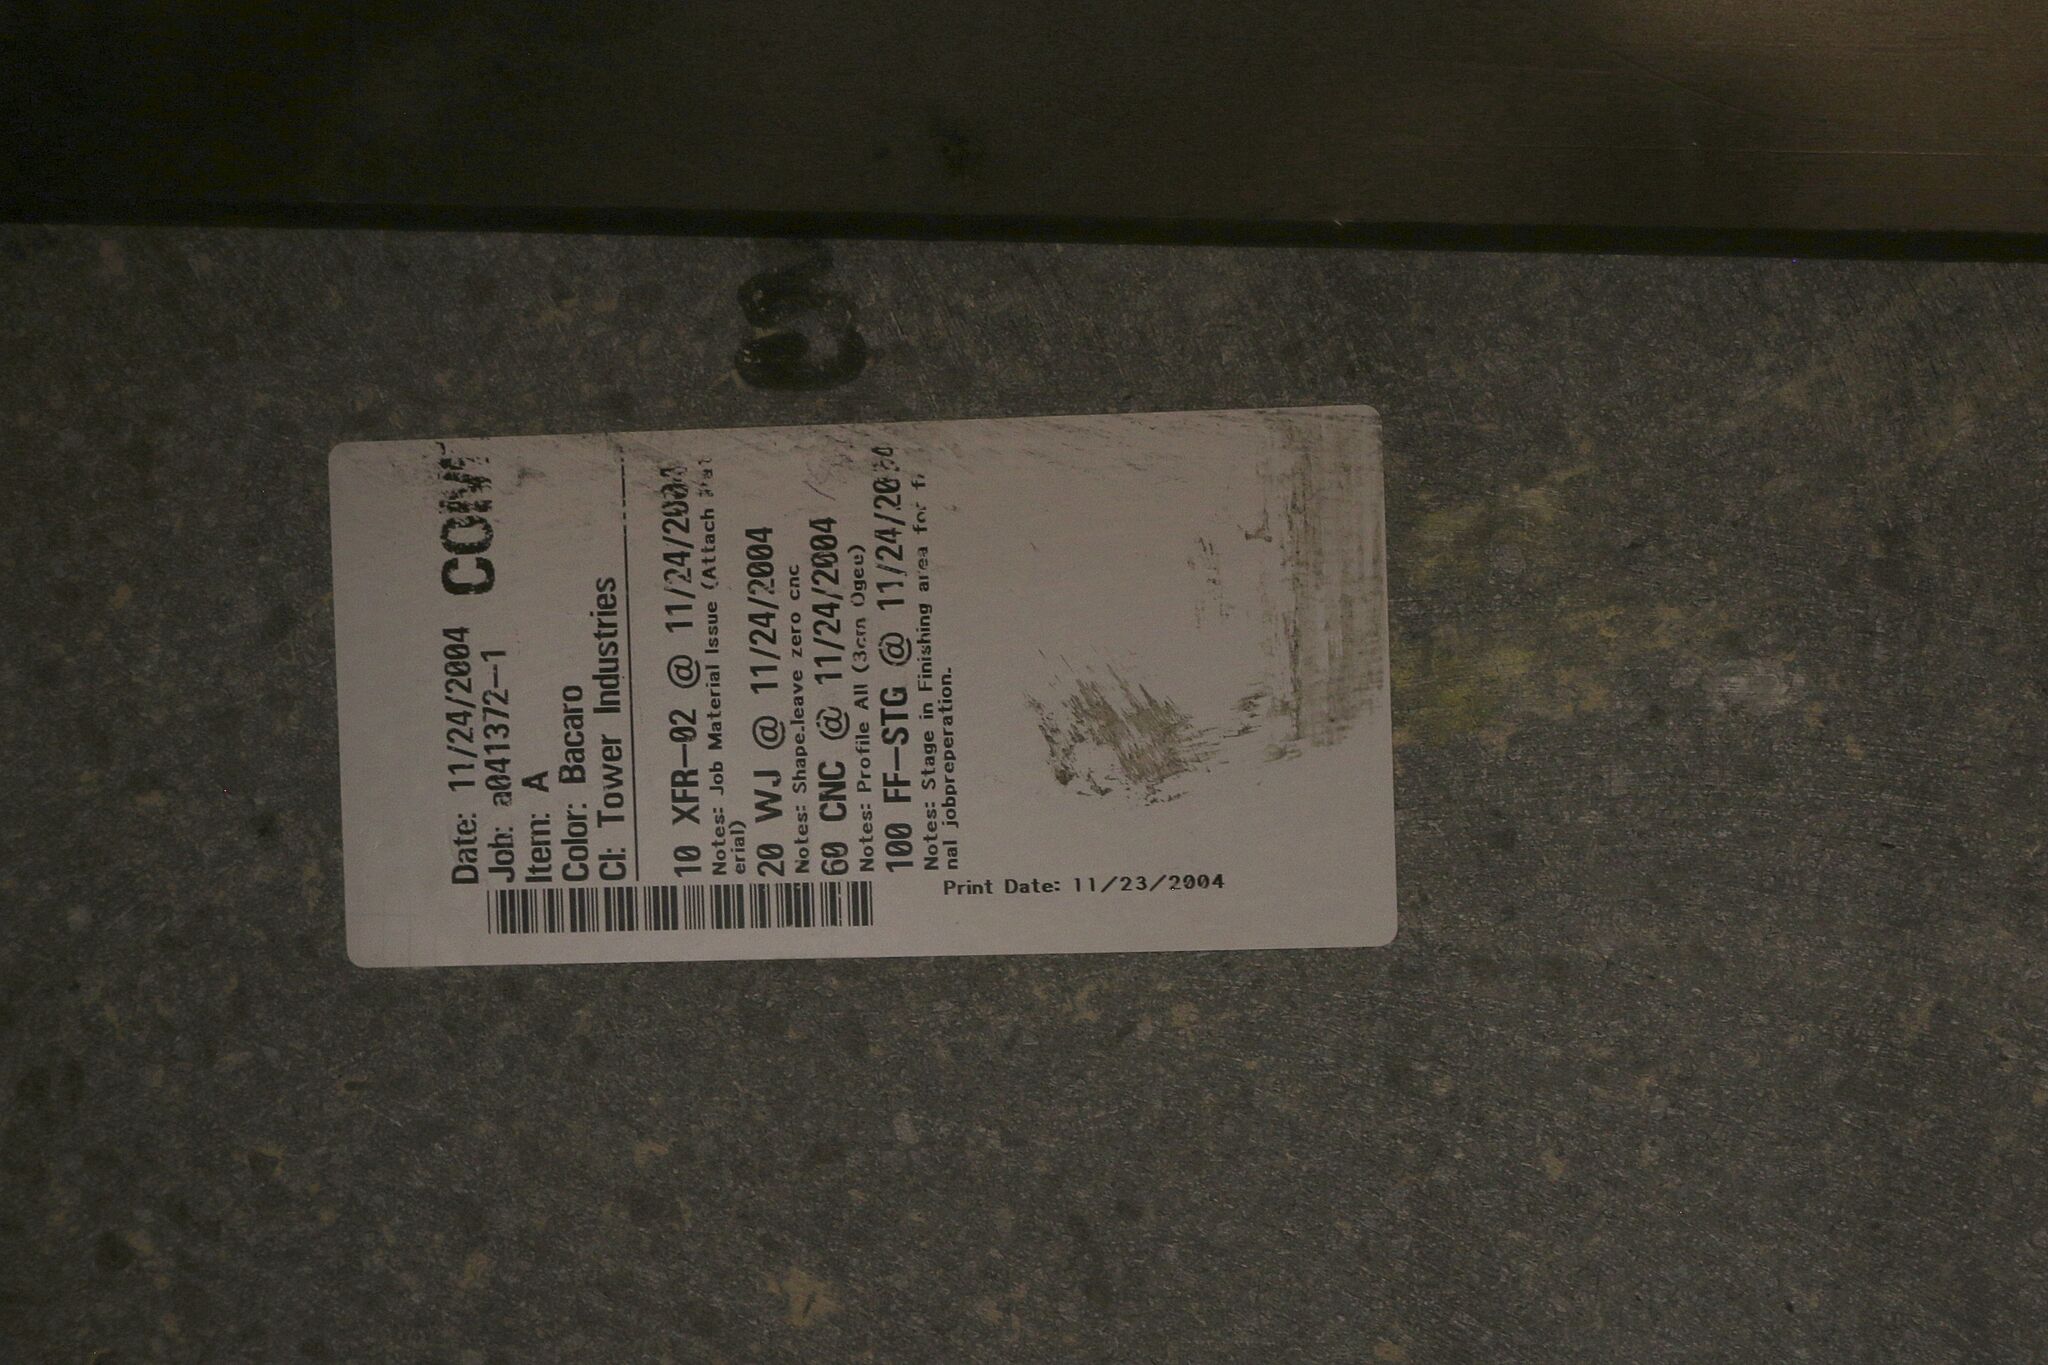 Date: 11/24/2004
Job: a041372-1
Item: A
Color: Bacaro
Cl: Tower Industries
10 XFR-02 @ 11/24/2004
Notes: Job Material Issue (Attach
erial)
20 WJ @ 11/24/2004
Notes: Shape.leave zero cnc
60 CNC @ 11/24/2004
Notes: Profile All (3cm Ogee)
100 FF-STG @ 11/24/2004
Notes: Stage in Finishing area for fi
nal jobpreperation.
Print Date: 11/23/2004